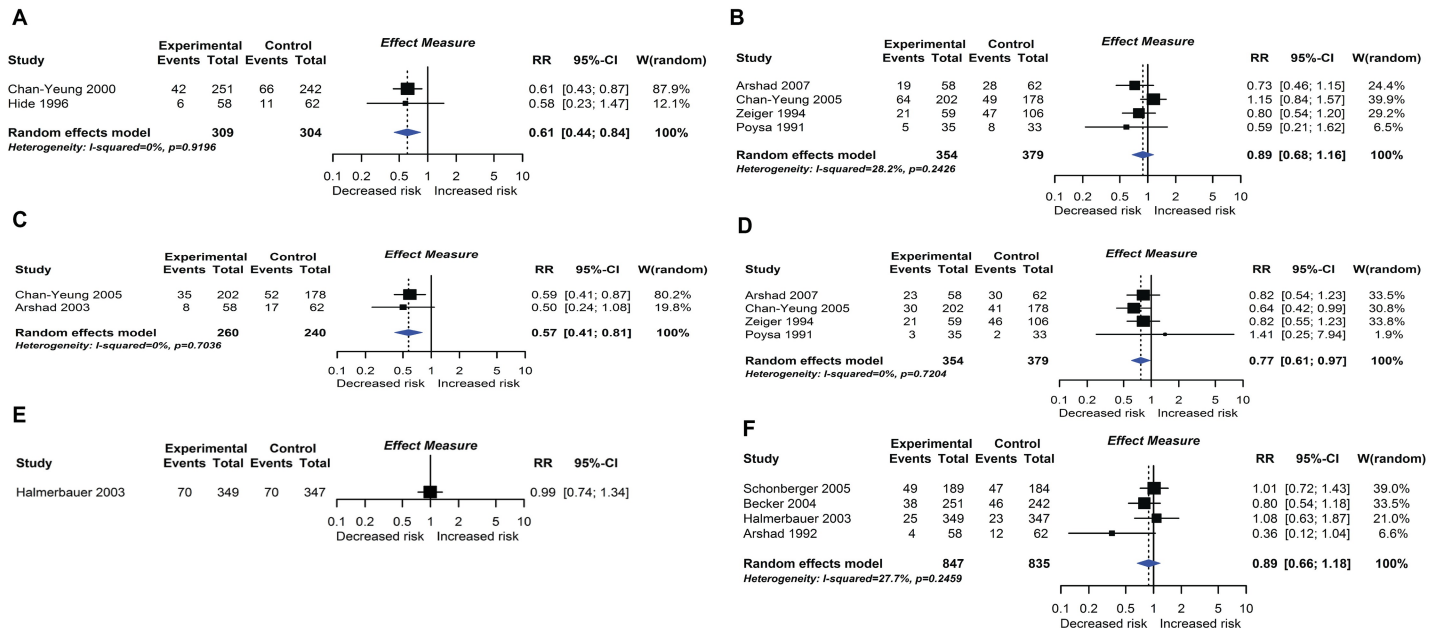 A
Effect Measure
Experimental Control
Study Events Total Events Total RR 95%-CI W(random)
Chan-Yeung 2000 42 251 66 242 0.61 [0.43; 0.87] 87.9%
Hide 1996 6 58 11 62 0.58 [0.23; 1.47] 12.1%
Random effects model 309 304 0.61 [0.44; 0.84] 100%
Heterogeneity: I-squared=0%, p=0.9196
0.1 0.2 0.5 1 2 5 10
Decreased risk Increased risk
B
Effect Measure
Experimental Control
Study Events Total Events Total RR 95%-CI W(random)
Arshad 2007 19 58 28 62 0.73 [0.46; 1.15] 24.4%
Chan-Yeung 2005 64 202 49 178 1.15 [0.84; 1.57] 39.9%
Zeiger 1994 21 59 47 106 0.80 [0.54; 1.20] 29.2%
Poysa 1991 5 35 8 33 0.59 [0.21; 1.62] 6.5%
Random effects model 354 379 0.89 [0.68; 1.16] 100%
Heterogeneity: I-squared=28.2%, p=0.2426
0.1 0.2 0.5 1 2 5 10
Decreased risk Increased risk
C
Effect Measure
Experimental Control
Study Events Total Events Total RR 95%-CI W(random)
Chan-Yeung 2005 35 202 52 178 0.59 [0.41; 0.87] 80.2%
Arshad 2003 8 58 17 62 0.50 [0.24; 1.08] 19.8%
Random effects model 260 240 0.57 [0.41; 0.81] 100%
Heterogeneity: I-squared=0%, p=0.7036
0.1 0.2 0.5 1 2 5 10
Decreased risk Increased risk
D
Effect Measure
Experimental Control
Study Events Total Events Total RR 95%-CI W(random)
Arshad 2007 23 58 30 62 0.82 [0.54; 1.23] 33.5%
Chan-Yeung 2005 30 202 41 178 0.64 [0.42; 0.99] 30.8%
Zeiger 1994 21 59 46 106 0.82 [0.55; 1.23] 33.8%
Poysa 1991 3 35 2 33 1.41 [0.25; 7.94] 1.9%
Random effects model 354 379 0.77 [0.61; 0.97] 100%
Heterogeneity: I-squared=0%, p=0.7204
0.1 0.2 0.5 1 2 5 10
Decreased risk Increased risk
E
Effect Measure
Experimental Control
Study Events Total Events Total RR 95%-CI
Halmerbauer 2003 70 349 70 347 0.99 [0.74; 1.34]
0.1 0.2 0.5 1 2 5 10
Decreased risk Increased risk
F
Effect Measure
Experimental Control
Study Events Total Events Total RR 95%-CI W(random)
Schonberger 2005 49 189 47 184 1.01 [0.72; 1.43] 39.0%
Becker 2004 38 251 46 242 0.80 [0.54; 1.18] 33.5%
Halmerbauer 2003 25 349 23 347 1.08 [0.63; 1.87] 21.0%
Arshad 1992 4 58 12 62 0.36 [0.12; 1.04] 6.6%
Random effects model 847 835 0.89 [0.66; 1.18] 100%
Heterogeneity: I-squared=27.7%, p=0.2459
0.1 0.2 0.5 1 2 5 10
Decreased risk Increased risk